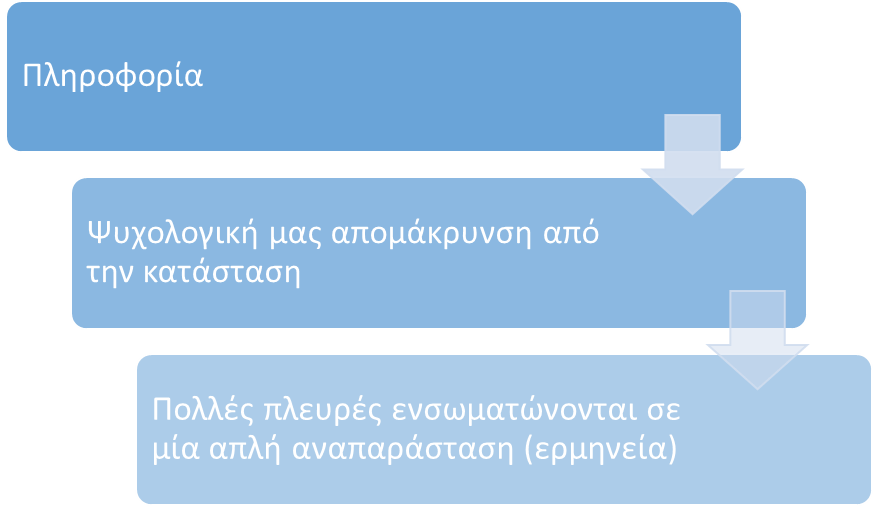 Πληροφορία
Ψυχολογική μας απομάκρυνση από
την κατάσταση
Πολλές πλευρές ενσωματώνονται σε
μία απλή αναπαράσταση (ερμηνεία)